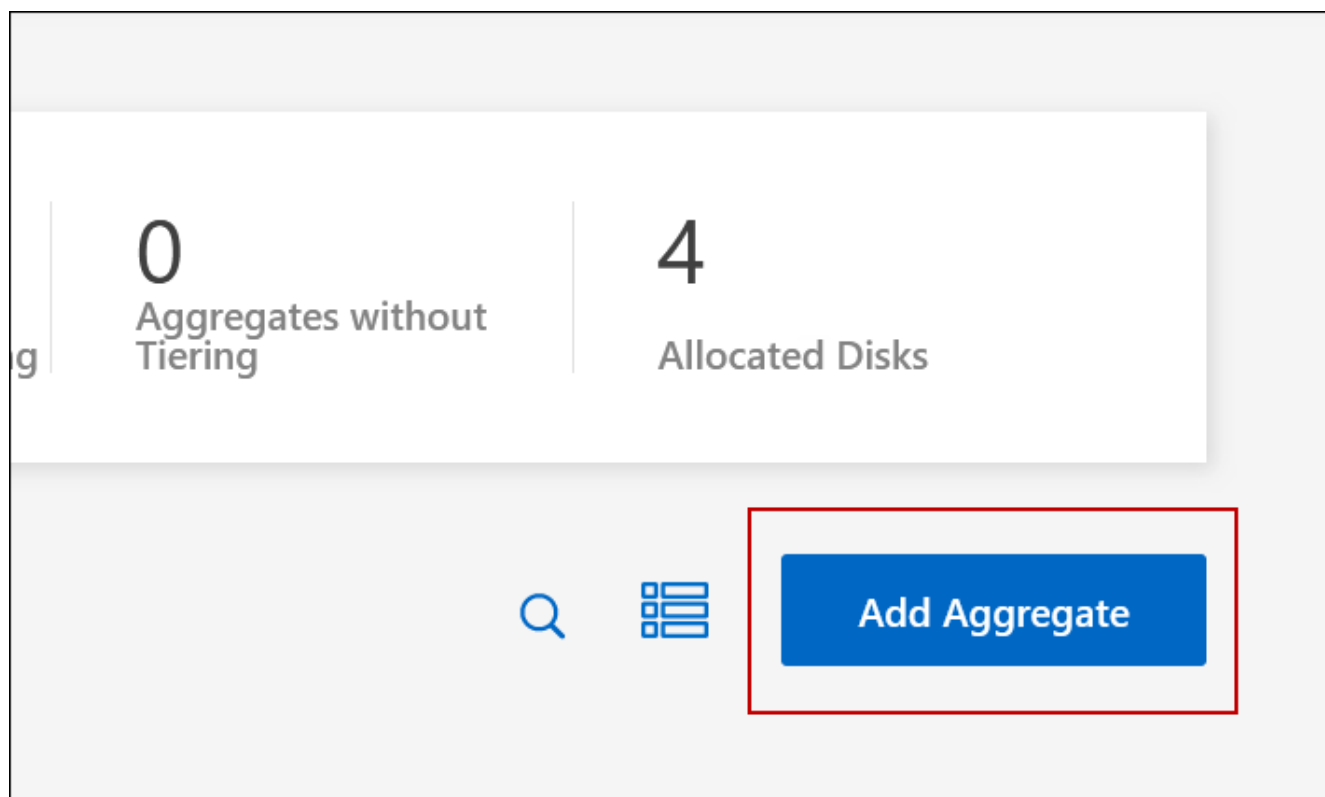 0
Aggregates without
Tiering
4
Allocated Disks
Add Aggregate